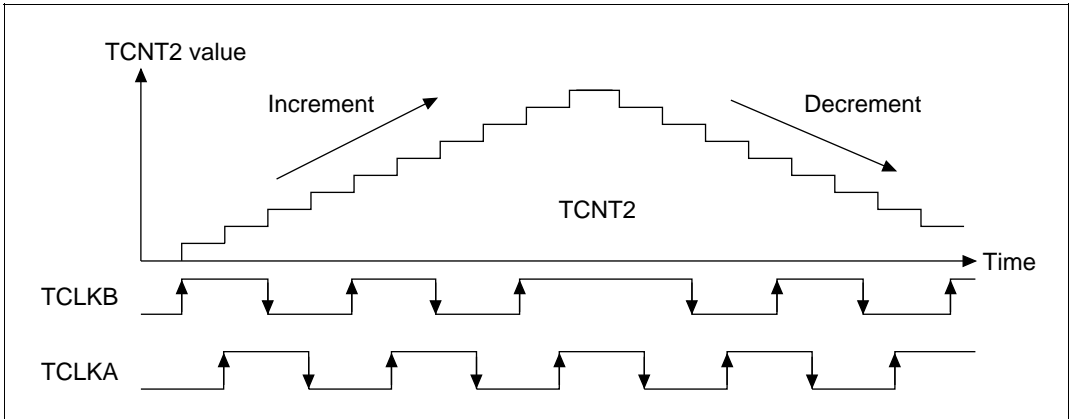 TCNT2 value
Increment
Decrement
TCNT2
Time
TCLKB
TCLKA